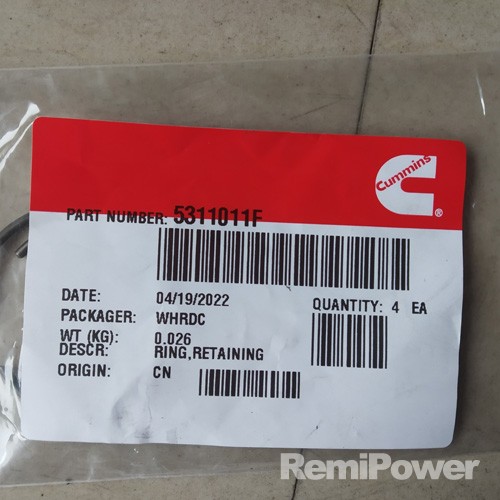 Cummins
®
PART NUMBER: 5311011F
DATE: 04/19/2022
QUANTITY: 4 EA
PACKAGER: WHRDC
WT (KG): 0.026
DESCR: RING,RETAINING
ORIGIN: CN
RemiPower